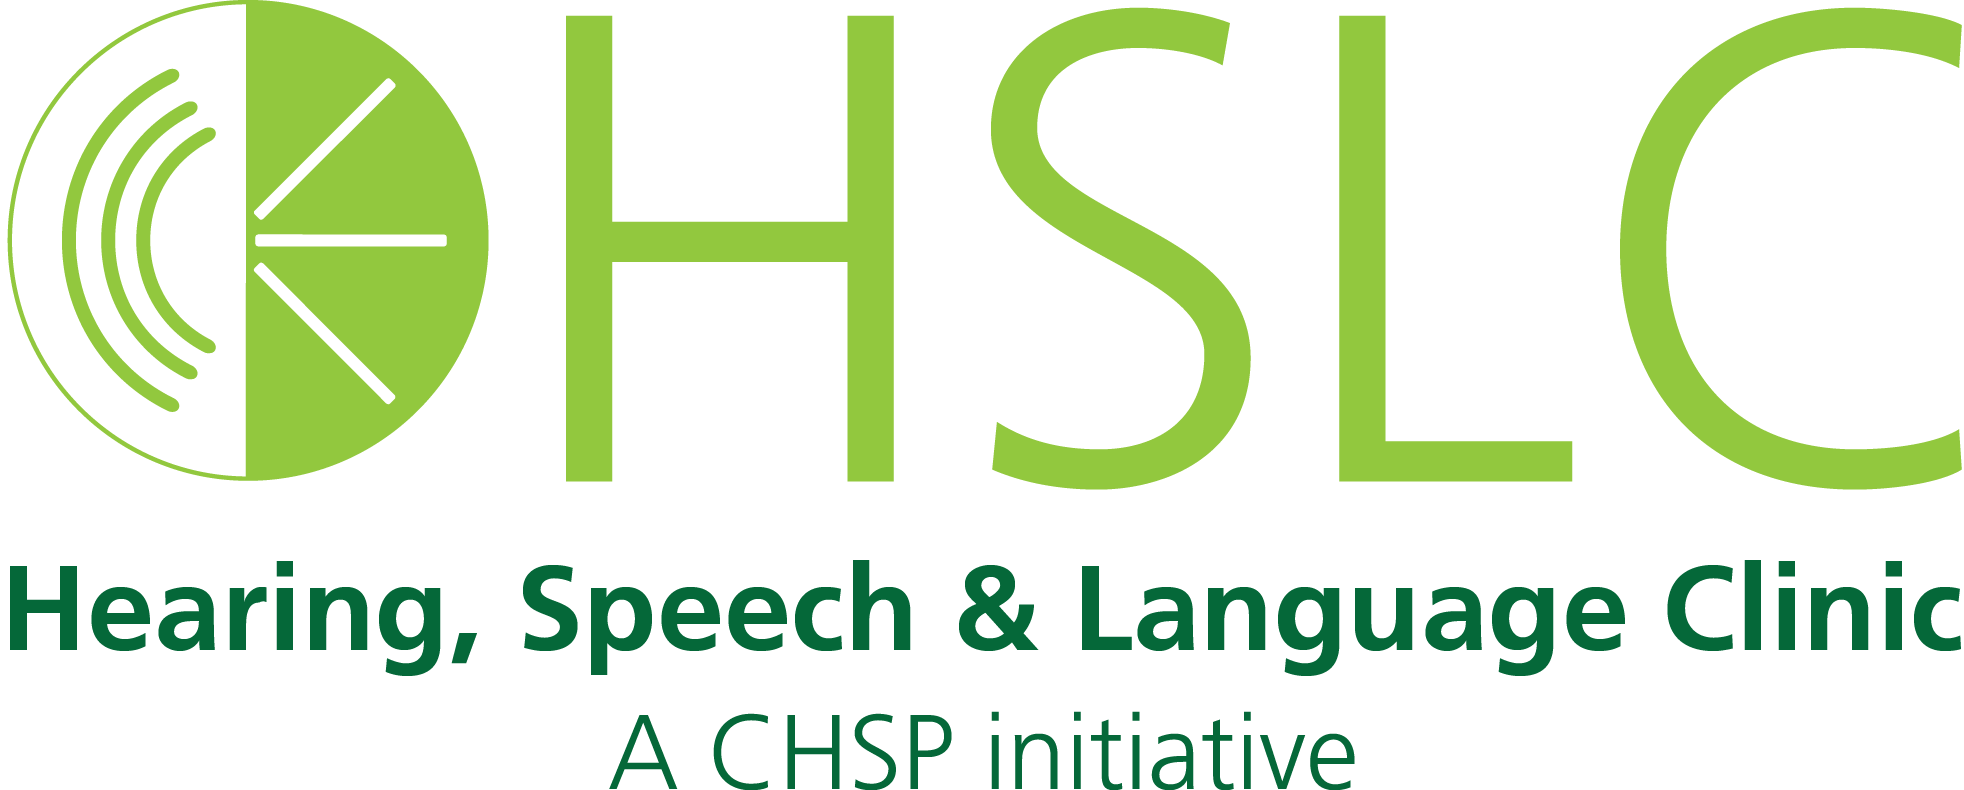 HSLC
Hearing, Speech & Language Clinic
A CHSP initiative